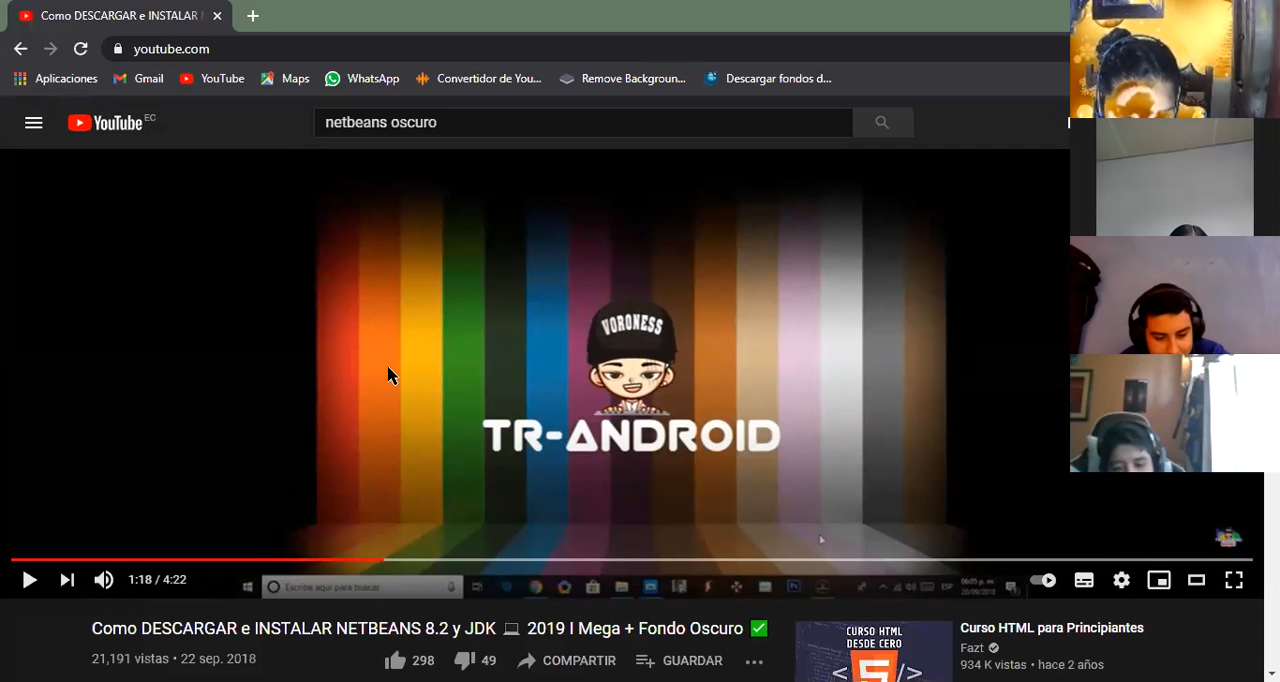 Como DESCARGAR e INSTALAR
youtube.com
Aplicaciones Gmail YouTube Maps WhatsApp Convertidor de You... Remove Backgroun... Descargar fondos d...
YouTube EC netbeans oscuro
VORONESS
TR-ANDROID
1:18 / 4:22
Escribe aquí para buscar
ESP
Como DESCARGAR e INSTALAR NETBEANS 8.2 y JDK 💻 2019 I Mega + Fondo Oscuro ✅
21,191 vistas • 22 sep. 2018 298 49 COMPARTIR GUARDAR
CURSO HTML
DESDE CERO
Curso HTML para Principiantes
Fazt
934 K vistas • hace 2 años